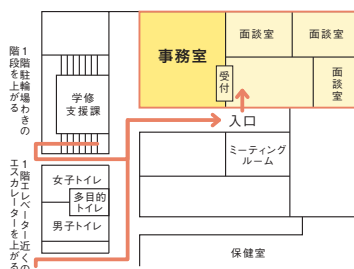 1階駐輪場わきの
階段を上がる
学修
支援課
事務室
受付
面談室
面談室
面談室
入口
ミーティング
ルーム
1階エレベーター近くの
エスカレーターを上がる
女子トイレ
多目的
トイレ
男子トイレ
保健室